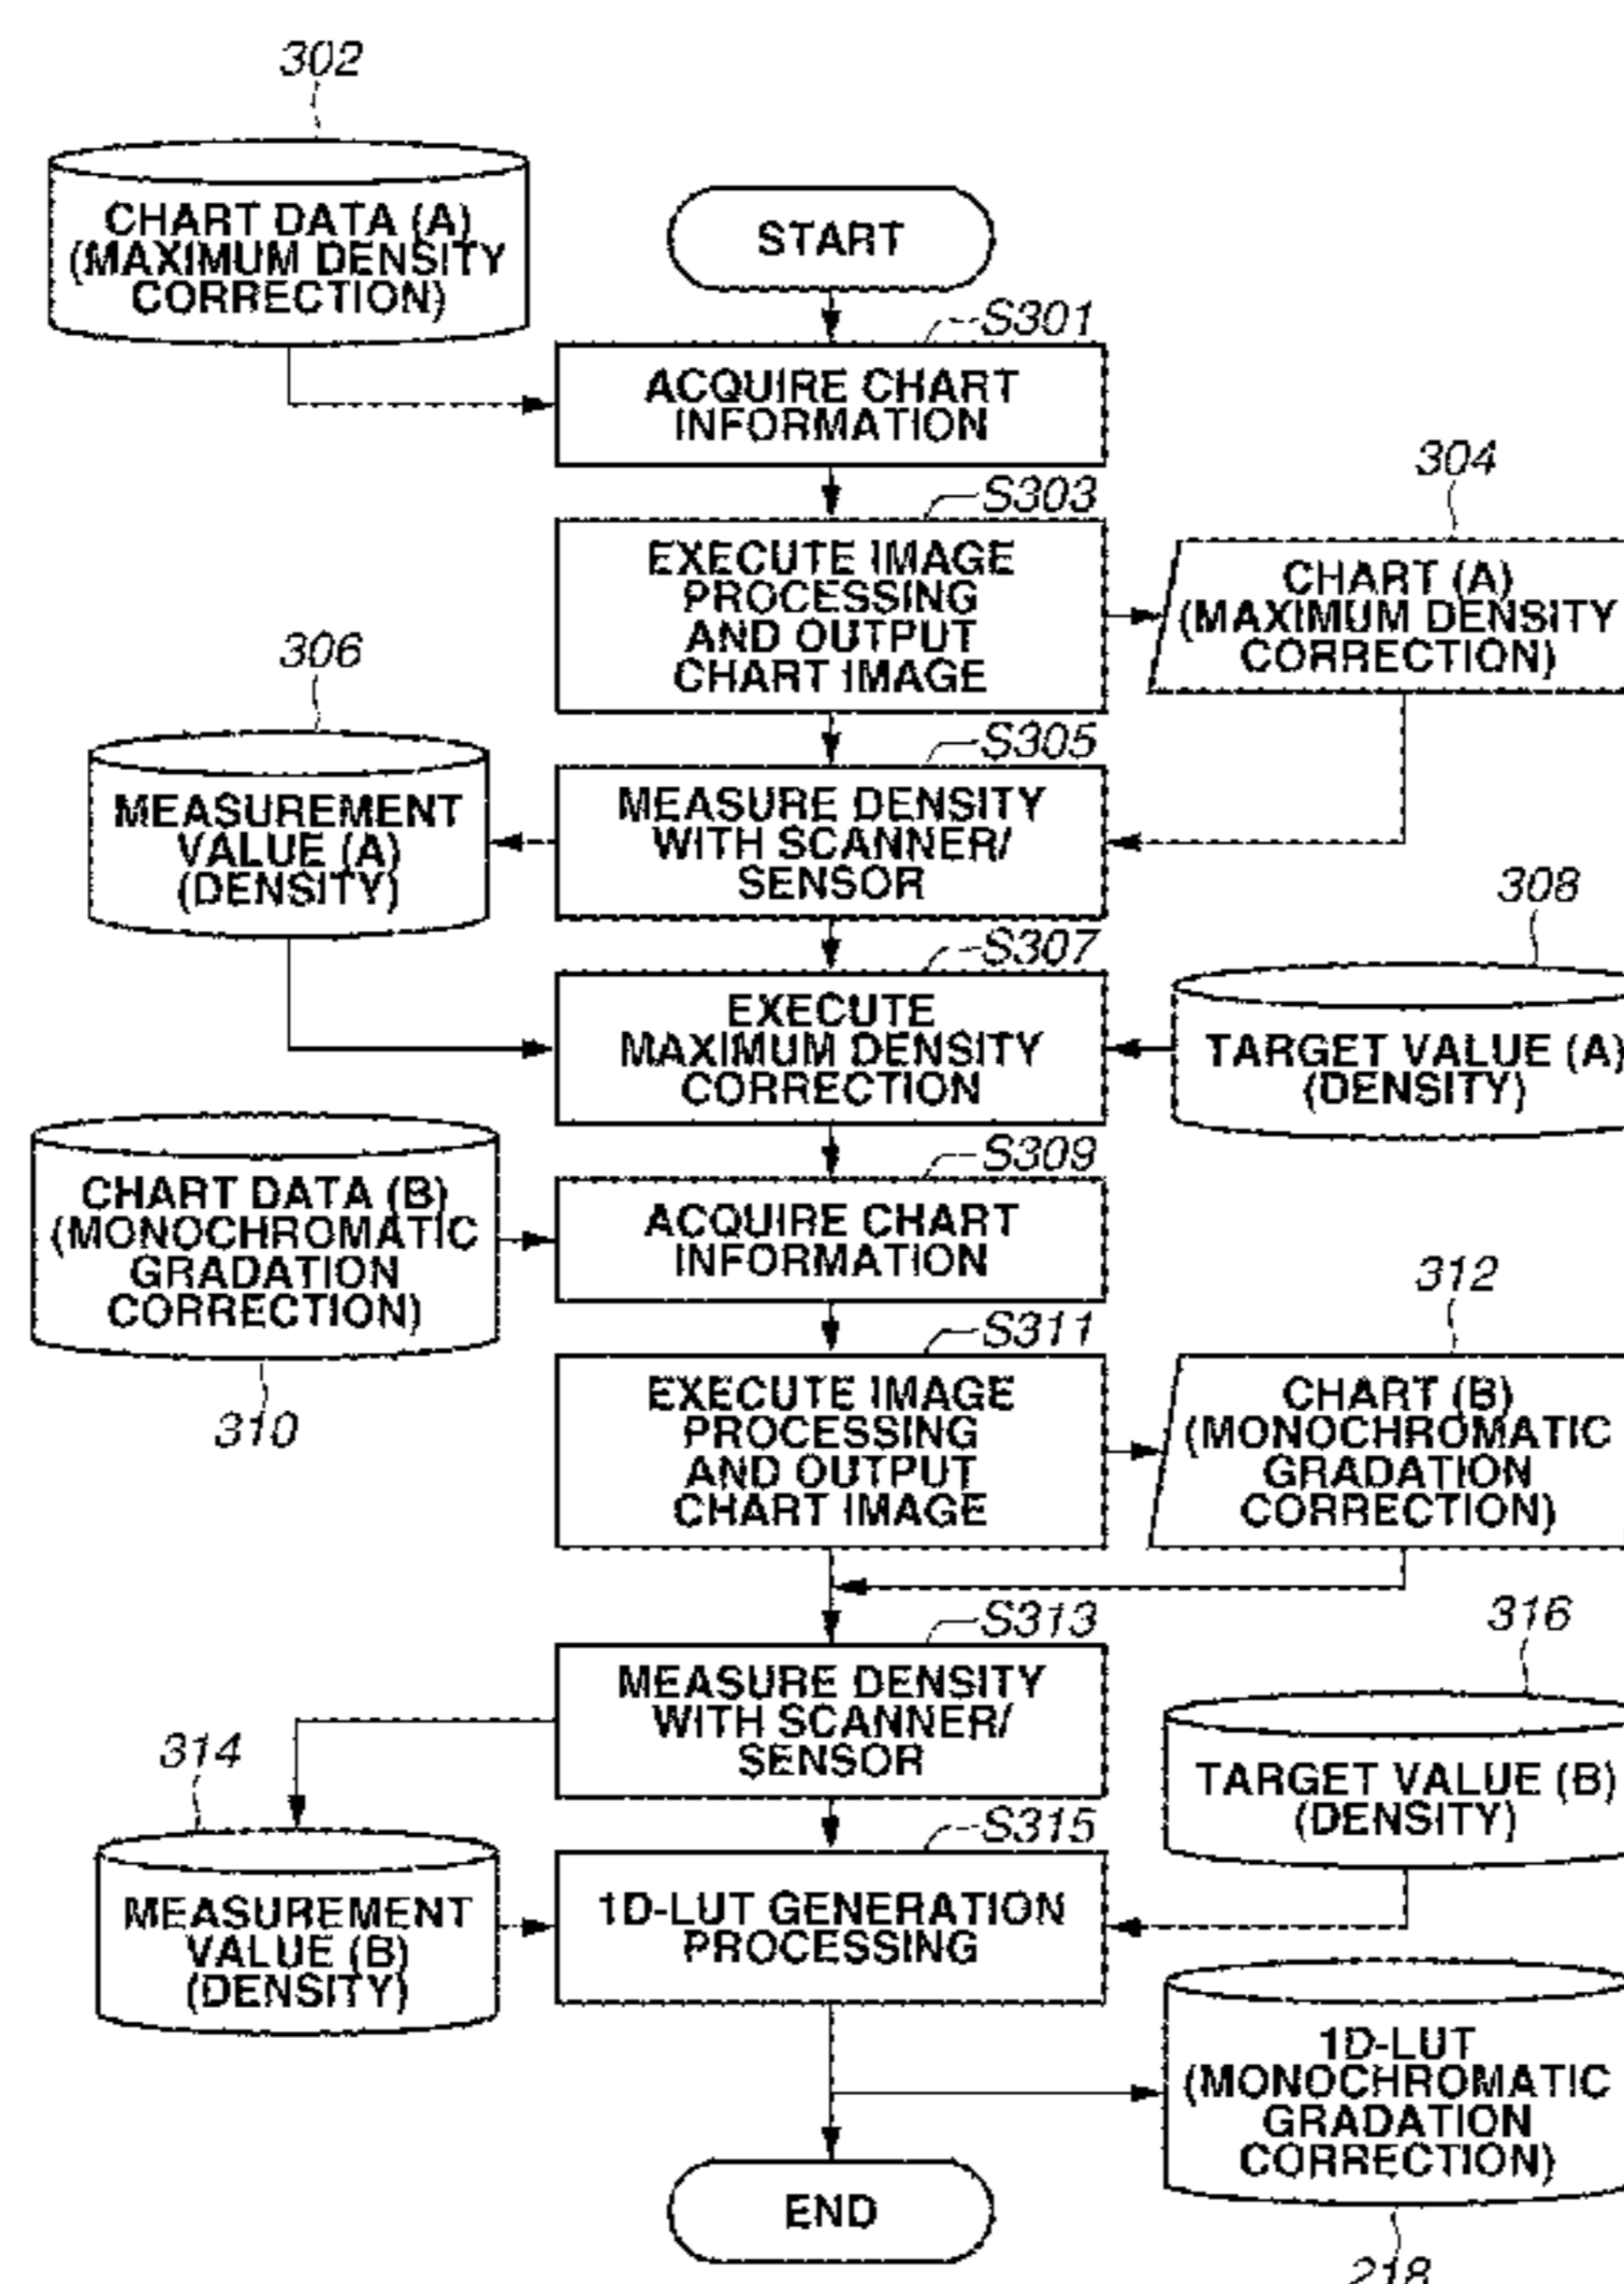 302
CHART DATA (A)
(MAXIMUM DENSITY
CORRECTION)
START
S301
ACQUIRE CHART
INFORMATION
S303
EXECUTE IMAGE
PROCESSING
AND OUTPUT
CHART IMAGE
304
CHART (A)
(MAXIMUM DENSITY
CORRECTION)
306
MEASUREMENT
VALUE (A)
(DENSITY)
S305
MEASURE DENSITY
WITH SCANNER/
SENSOR
308
TARGET VALUE (A)
(DENSITY)
S307
EXECUTE
MAXIMUM DENSITY
CORRECTION
CHART DATA (B)
(MONOCHROMATIC
GRADATION
CORRECTION)
310
S309
ACQUIRE CHART
INFORMATION
S311
EXECUTE IMAGE
PROCESSING
AND OUTPUT
CHART IMAGE
312
CHART (B)
(MONOCHROMATIC
GRADATION
CORRECTION)
S313
MEASURE DENSITY
WITH SCANNER/
SENSOR
316
TARGET VALUE (B)
(DENSITY)
314
MEASUREMENT
VALUE (B)
(DENSITY)
S315
1D-LUT GENERATION
PROCESSING
1D-LUT
(MONOCHROMATIC
GRADATION
CORRECTION)
218
END